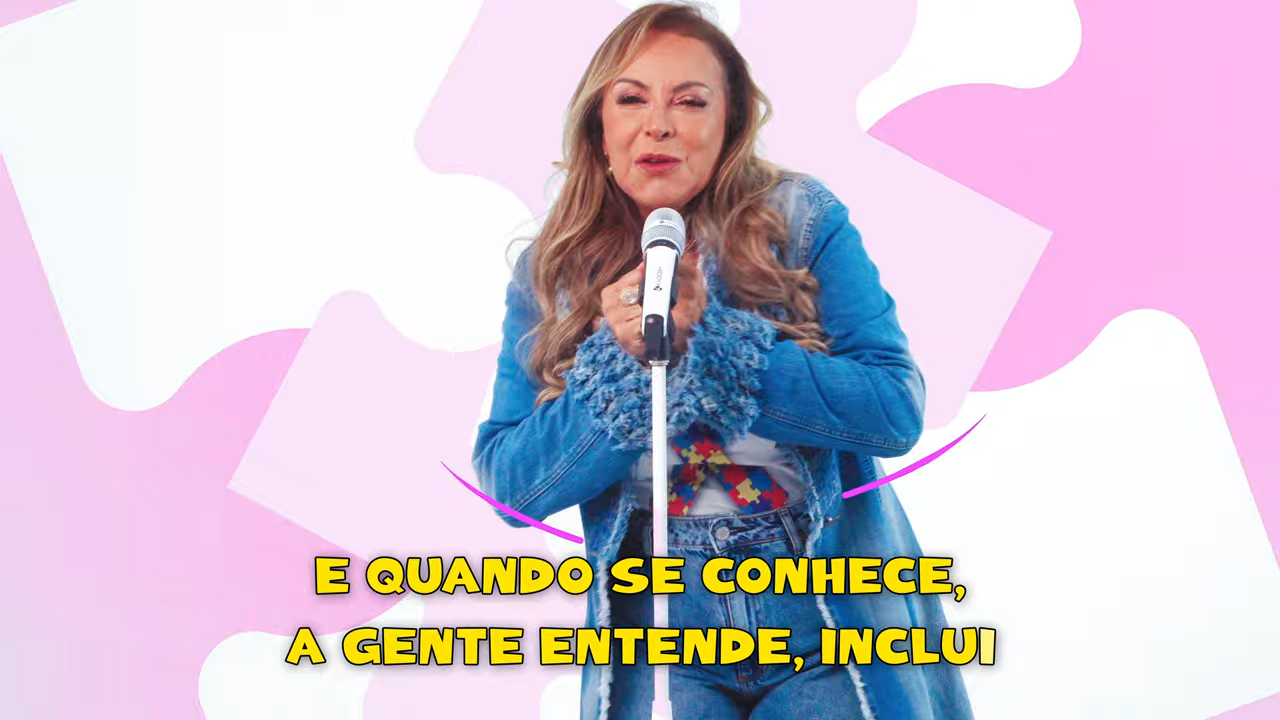 E QUANDO SE CONHECE,
A GENTE ENTENDE, INCLUI